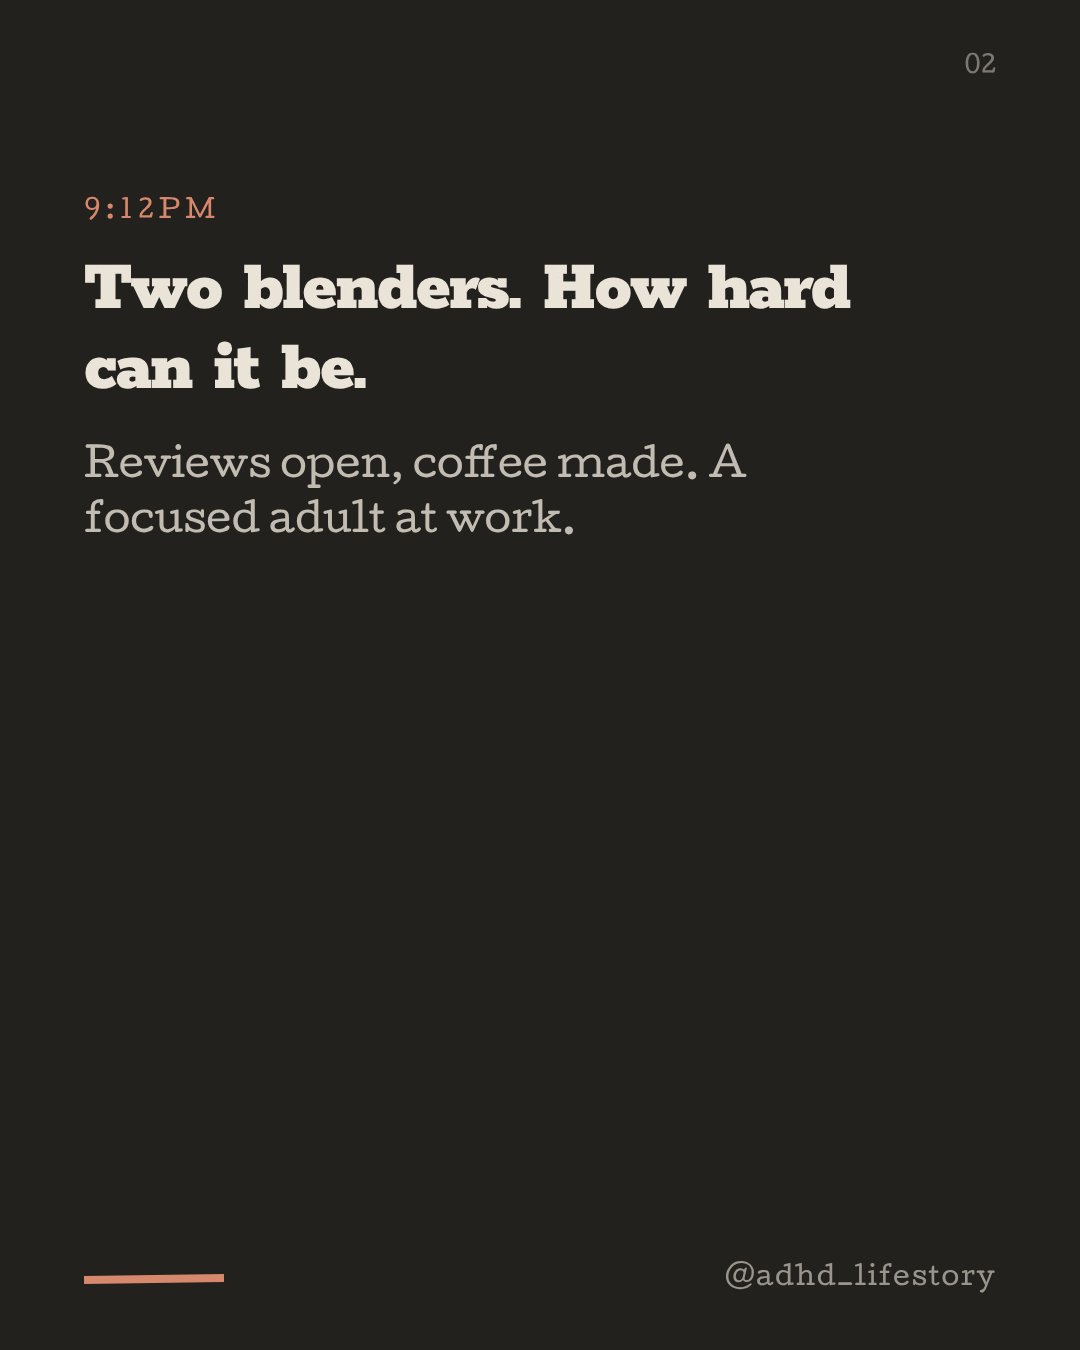 02
9:12PM
Two blenders. How hard
can it be.
Reviews open, coffee made. A
focused adult at work.
@adhd_lifestory